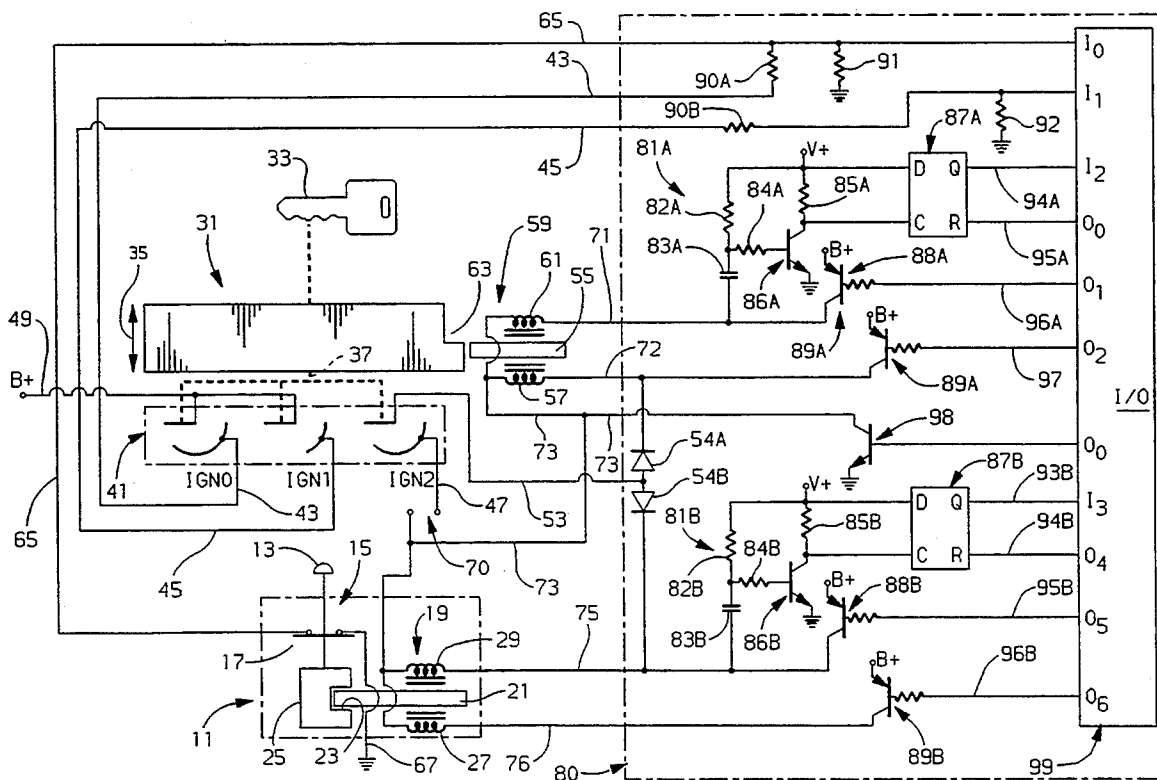 65
65
I0
43
90A
91
I1
90B
87A
92
45
V+
33
81A
D Q
I2
94A
84A
85A
82A
31
59
C R
O0
95A
71
83A
B+
88A
35
61
63
55
86A
O1
96A
49
B+
72
89A
O2
37
57
89A
97
B+
I/O
73
73
98
54A
O0
41
87B
IGN0 IGN1 IGN2
47
54B
V+
93B
43
53
D Q
I3
81B
84B
85B
94B
65
13
15
70
C R
O4
45
73
82B
B+
88B
95B
19
75
83B
86B
O5
17
29
B+
96B
21
11
O6
25 23 67 27 76
89B
80
99